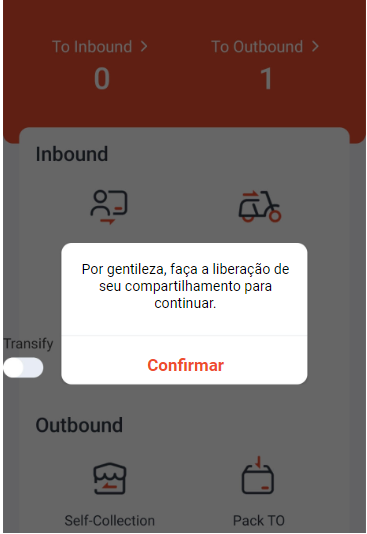 To Inbound To Outbound
0 1
Inbound
Por gentileza, faça a liberação de
seu compartilhamento para
continuar.
Transify
Confirmar
Outbound
Self-Collection Pack TO